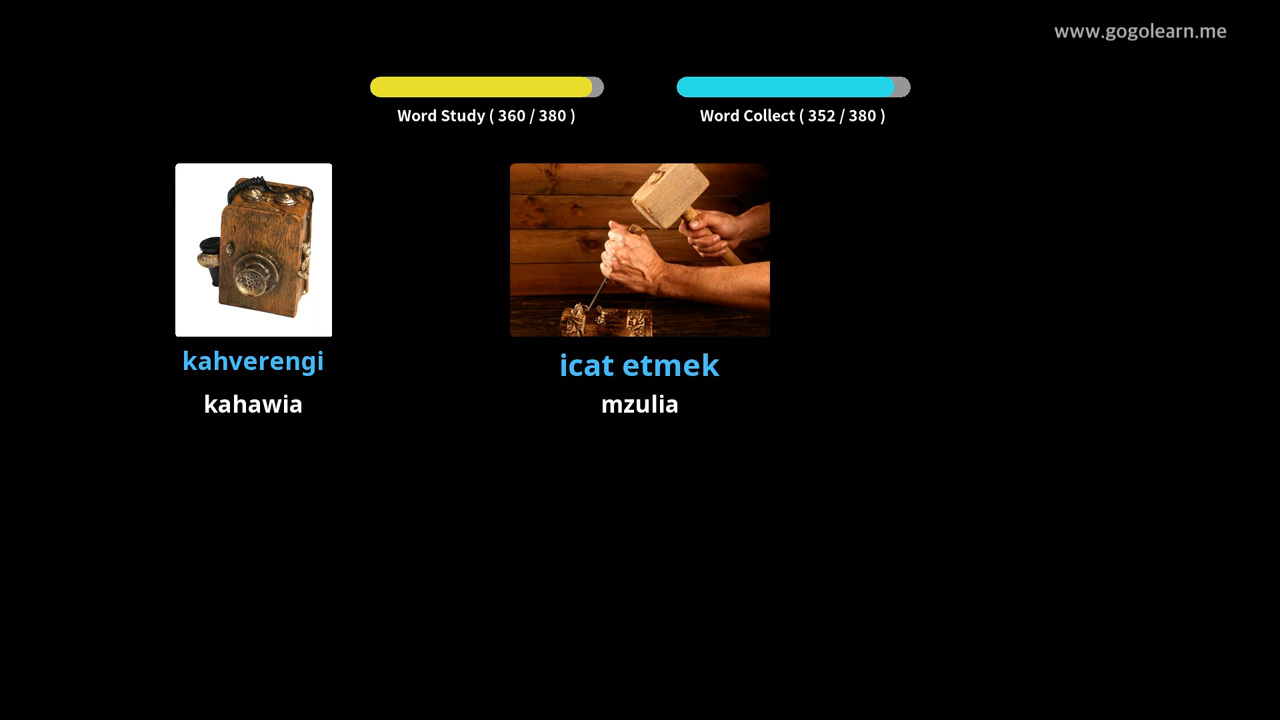 www.gogolearn.me
Word Study ( 360 / 380 )
Word Collect ( 352 / 380 )
kahverengi
kahawia
icat etmek
mzulia